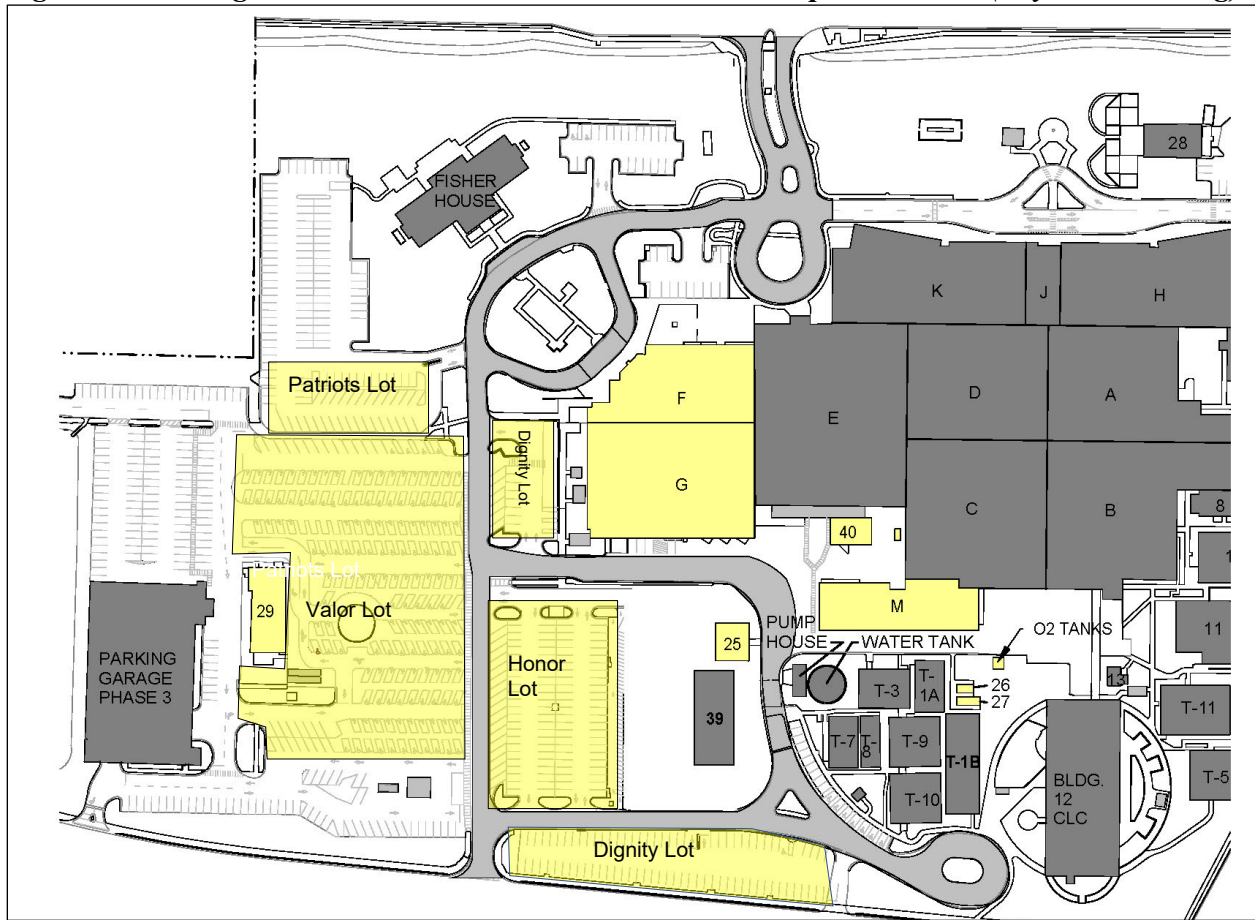 28
FISHER
HOUSE
K
J
H
Patriots Lot
F
E
D
A
Dignity Lot
G
C
B
8
40
Patriots Lot
29
Valor Lot
M
PUMP
HOUSE
WATER TANK
O2 TANKS
11
25
Honor
Lot
PARKING
GARAGE
PHASE 3
39
T-3
T-
1A
26
27
13
T-11
T-7
T-
8
T-9
T-1B
T-10
BLDG.
12
CLC
T-5
Dignity Lot